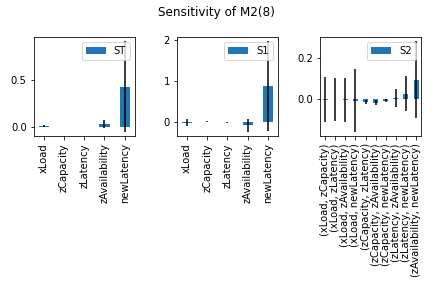 Sensitivity of M2(8)
ST
0.5
0.0
xLoad
zCapacity
zLatency
zAvailability
newLatency
S1
2
1
0
xLoad
zCapacity
zLatency
zAvailability
newLatency
S2
0.2
0.0
(xLoad, zCapacity)
(xLoad, zLatency)
(xLoad, zAvailability)
(xLoad, newLatency)
(zCapacity, zLatency)
(zCapacity, zAvailability)
(zCapacity, newLatency)
(zLatency, zAvailability)
(zLatency, newLatency)
(zAvailability, newLatency)